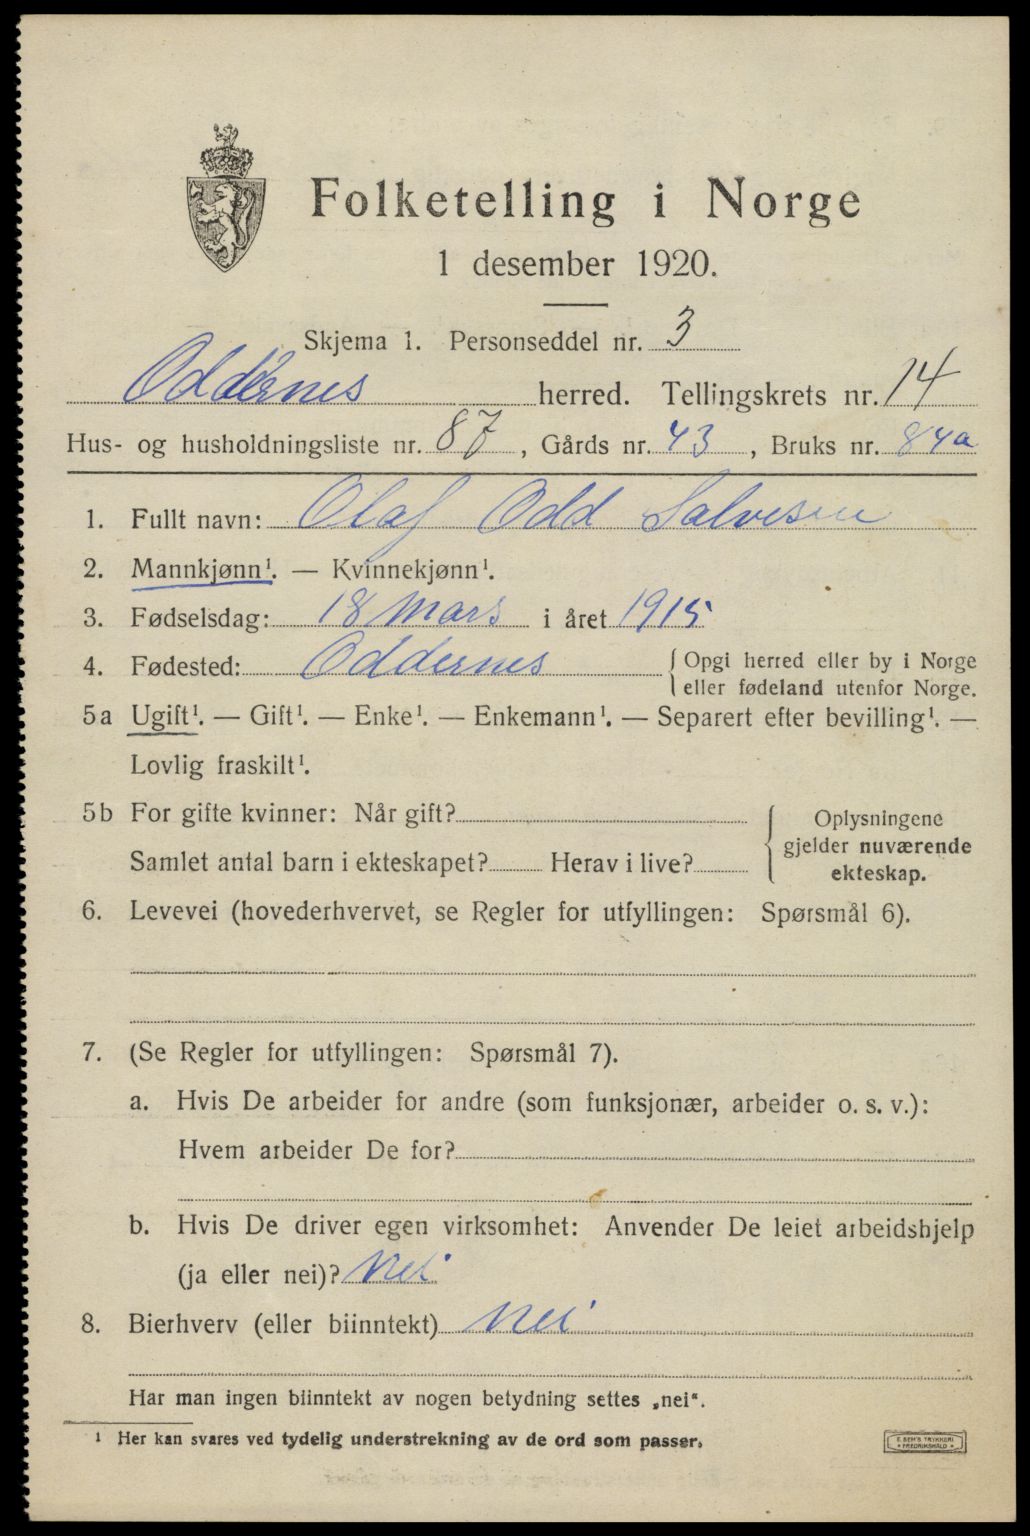 Folketelling i Norge
1 desember 1920.
Skjema 1. Personseddel nr. 3
Oddernes herred. Tellingskrets nr. 14
Hus- og husholdningsliste nr. 87, Gårds nr. 43, Bruks nr. 84a
1. Fullt navn: Olaf Odd Salvesen
2. Mannkjønn¹. — Kvinnekjønn¹.
3. Fødselsdag: 18 Mars i året 1915
4. Fødested: Oddernes {Opgi herred eller by i Norge
eller fødeland utenfor Norge.
5a Ugift¹. — Gift¹. — Enke¹. — Enkemann¹. — Separert efter bevilling¹. —
Lovlig fraskilt¹.
5b For gifte kvinner: Når gift?
Samlet antal barn i ekteskapet? Herav i live?
Oplysningene
gjelder nuværende
ekteskap.
6. Levevei (hovederhvervet, se Regler for utfyllingen: Spørsmål 6).
7. (Se Regler for utfyllingen: Spørsmål 7).
a. Hvis De arbeider for andre (som funksjonær, arbeider o. s. v.):
Hvem arbeider De for?
b. Hvis De driver egen virksomhet: Anvender De leiet arbeidshjelp
(ja eller nei)? Nei
8. Bierhverv (eller biinntekt) Nei
Har man ingen biinntekt av nogen betydning settes „nei“.
¹ Her kan svares ved tydelig understrekning av de ord som passer.
E. SEM'S TRYKKERI
FREDRIKSHALD